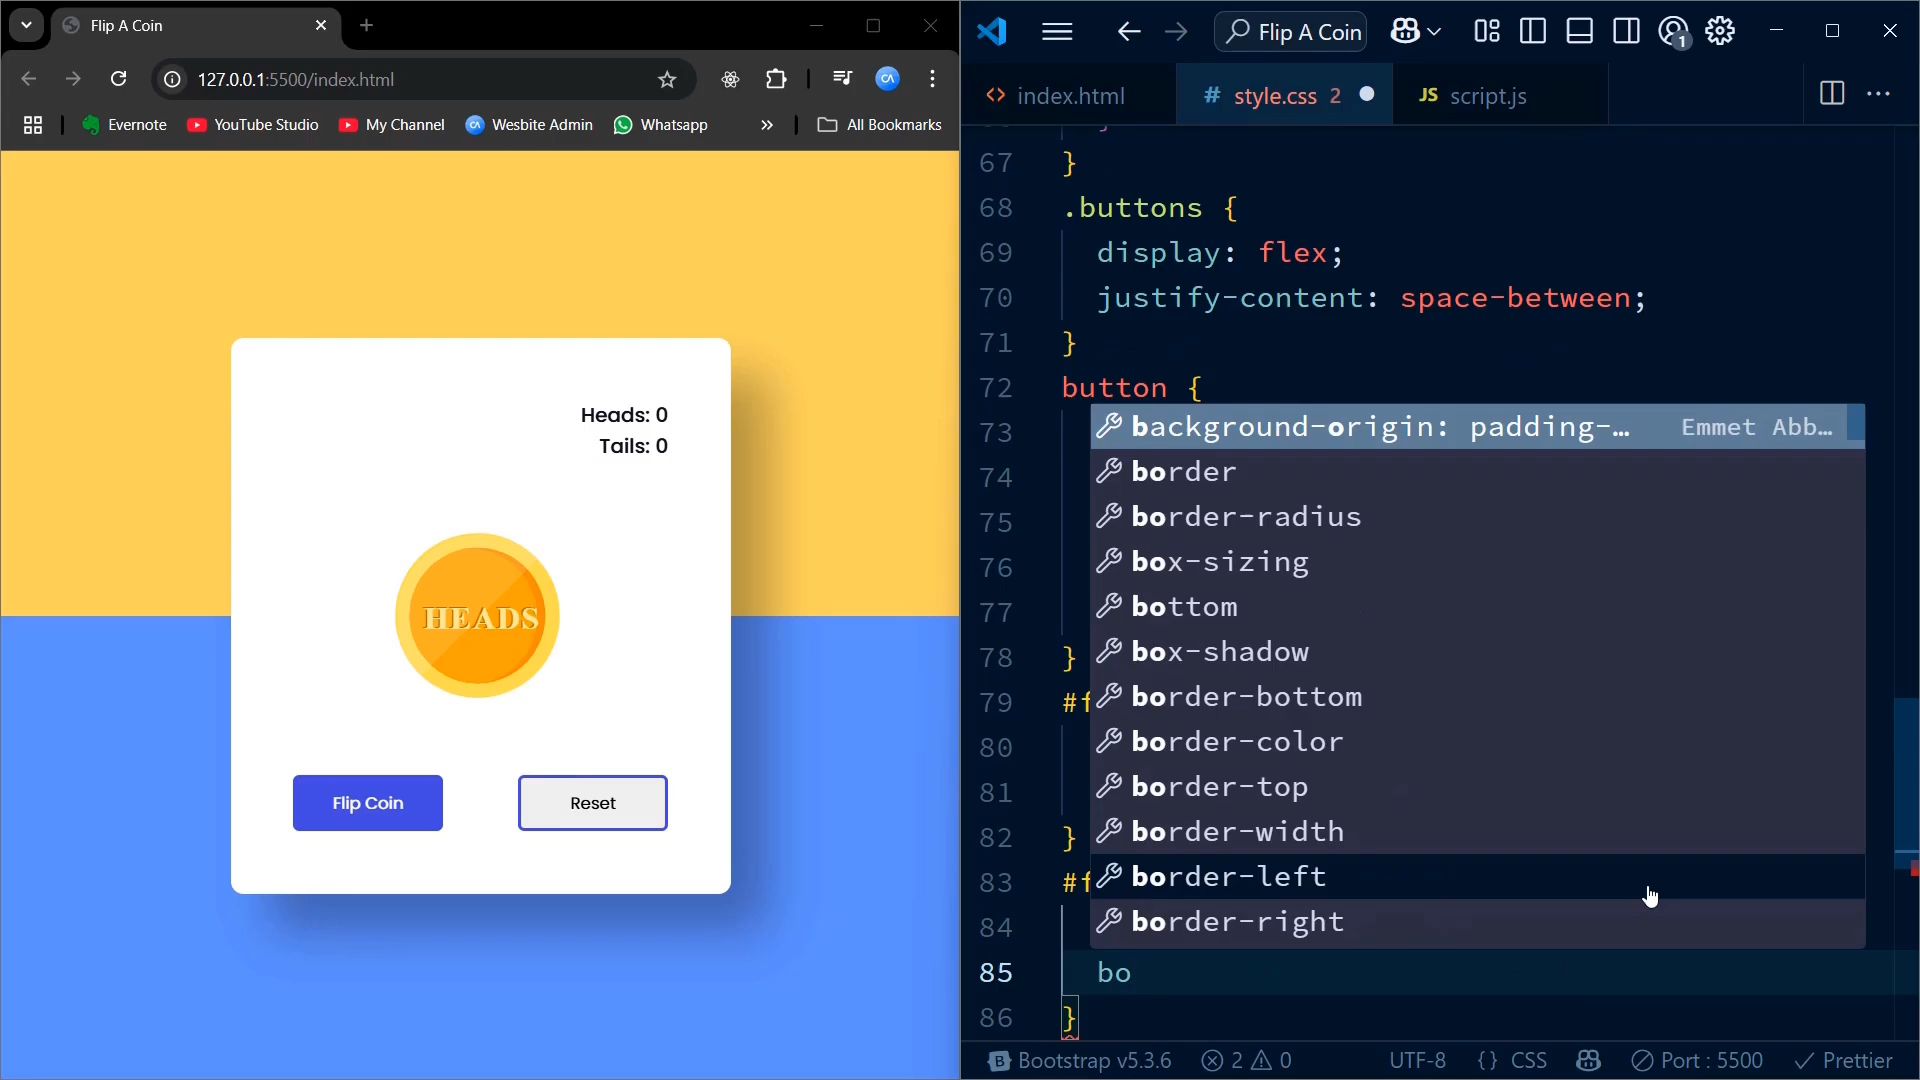 Flip A Coin
127.0.0.1:5500/index.html
Evernote
YouTube Studio
My Channel
Wesbite Admin
Whatsapp
All Bookmarks
Heads: 0
Tails: 0
HEADS
Flip Coin
Reset
Flip A Coin
1
index.html
# style.css 2
JS script.js
67 }
68 .buttons {
69 display: flex;
70 justify-content: space-between;
71 }
72 button {
73
74
75
76
77
78 }
79 #f
80
81
82 }
83 #f
84
85 bo
86 }
background-origin: padding-… Emmet Abb…
border
border-radius
box-sizing
bottom
box-shadow
border-bottom
border-color
border-top
border-width
border-left
border-right
Bootstrap v5.3.6
2
0
UTF-8
{} CSS
Port : 5500
Prettier